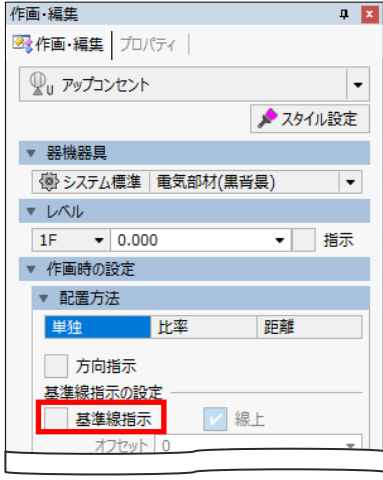 作画・編集
作画・編集 プロパティ
U アップコンセント
スタイル設定
器機器具
システム標準 電気部材(黒背景)
レベル
1F 0.000 指示
作画時の設定
配置方法
単独 比率 距離
方向指示
基準線指示の設定
基準線指示 線上
オフセット 0